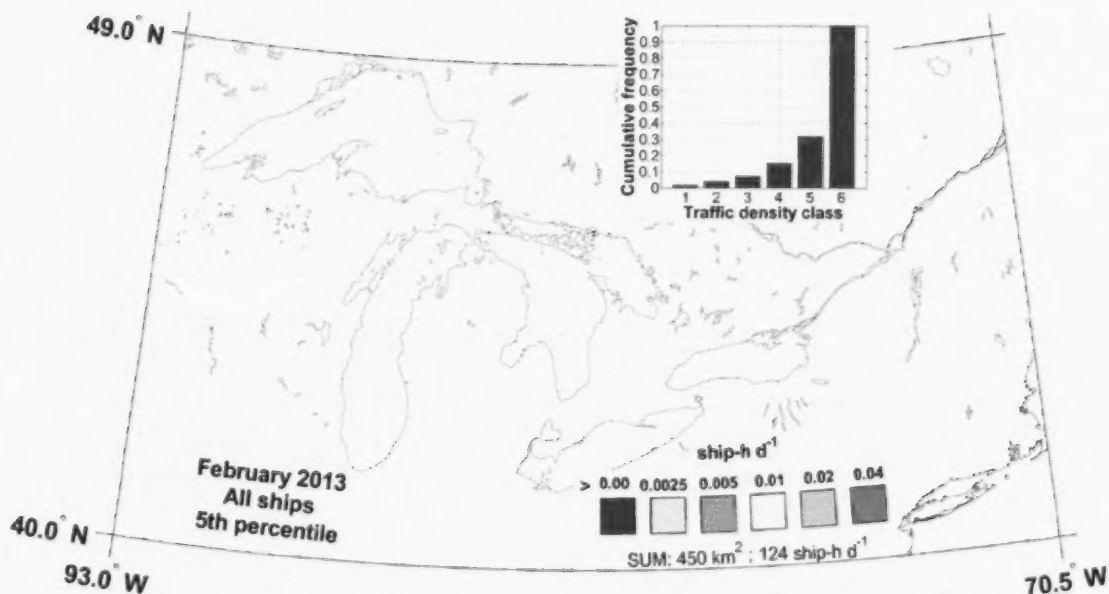 49.0° N
Cumulative frequency
1
0.9
0.8
0.7
0.6
0.5
0.4
0.3
0.2
0.1
0
1 2 3 4 5 6
Traffic density class
February 2013
All ships
5th percentile
ship-h d⁻¹
> 0.00 0.0025 0.005 0.01 0.02 0.04
SUM: 450 km² ; 124 ship-h d⁻¹
40.0° N
93.0° W
70.5° W